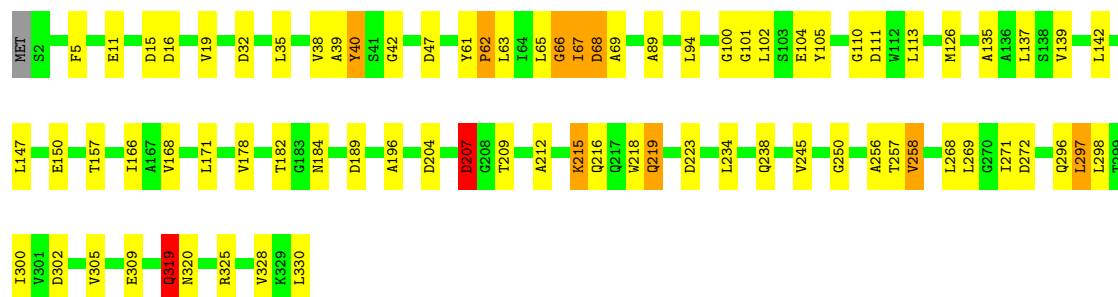 MET S2 F5 E11 D15 D16 V19 D32 L35 V38 A39 Y40 S41 G42 D47 Y61 P62 L63 I64 L65 G66 I67 D68 A69 A89 L94 G100 G101 L102 S103 E104 Y105 G110 D111 W112 L113 M126 A135 A136 L137 S138 V139 L142
L147 E150 T157 I166 A167 V168 L171 V178 T182 G183 N184 D189 A196 D204 D207 G208 T209 A212 K215 Q216 Q217 W218 Q219 D223 L234 Q238 V245 G250 A256 T257 V258 L268 L269 G270 I271 D272 Q296 L297 L298 T299
I300 V301 D302 V305 E309 Q319 N320 R325 V328 K329 L330